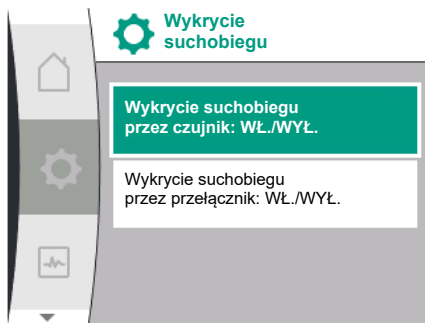 Wykrycie
suchobiegu
Wykrycie suchobiegu
przez czujnik: WŁ./WYŁ.
Wykrycie suchobiegu
przez przełącznik: WŁ./WYŁ.